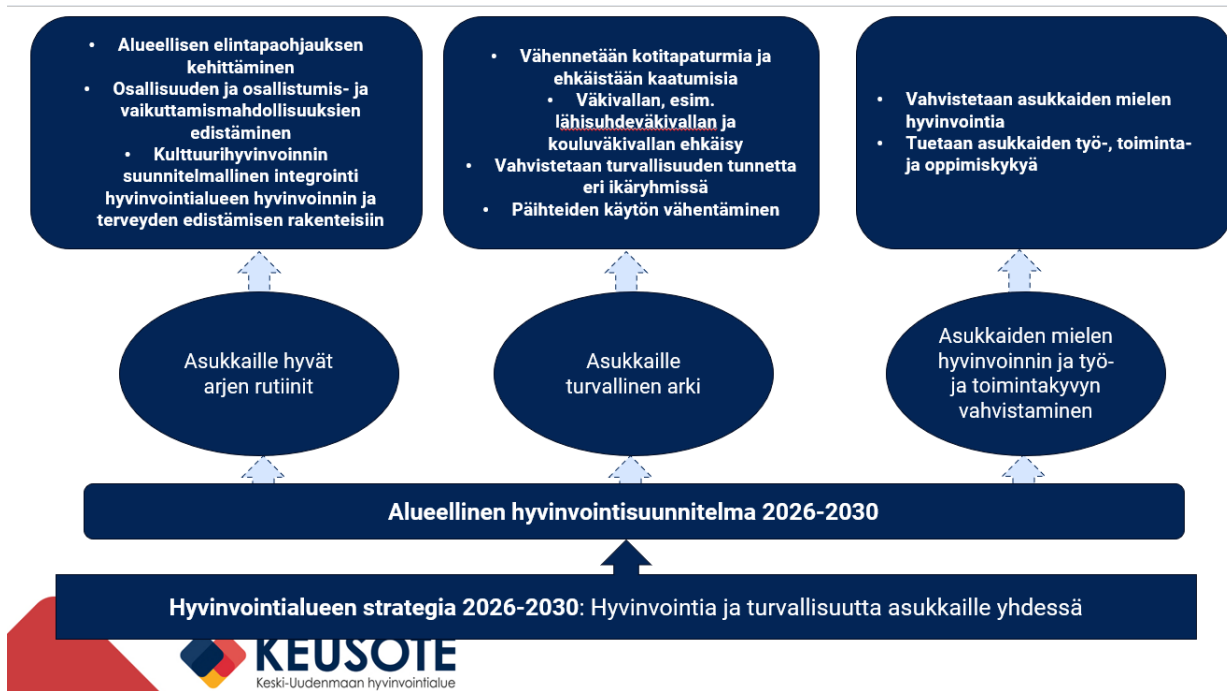 • Alueellisen elintapaohjauksen
kehittäminen
• Osallisuuden ja osallistumis- ja
vaikuttamismahdollisuuksien
edistäminen
• Kulttuurihyvinvoinnin
suunnitelmallinen integrointi
hyvinvointialueen hyvinvoinnin ja
terveyden edistämisen rakenteisiin
• Vähennetään kotitapaturmia ja
ehkäistään kaatumisia
• Väkivallan, esim.
lähisuhdeväkivallan ja
kouluväkivallan ehkäisy
• Vahvistetaan turvallisuuden tunnetta
eri ikäryhmissä
• Päihteiden käytön vähentäminen
• Vahvistetaan asukkaiden mielen
hyvinvointia
• Tuetaan asukkaiden työ-, toiminta-
ja oppimiskykyä
Asukkaille hyvät
arjen rutiinit
Asukkaille
turvallinen arki
Asukkaiden mielen
hyvinvoinnin ja työ-
ja toimintakyvyn
vahvistaminen
Alueellinen hyvinvointisuunnitelma 2026-2030
Hyvinvointialueen strategia 2026-2030: Hyvinvointia ja turvallisuutta asukkaille yhdessä
KEUSOTE
Keski-Uudenmaan hyvinvointialue